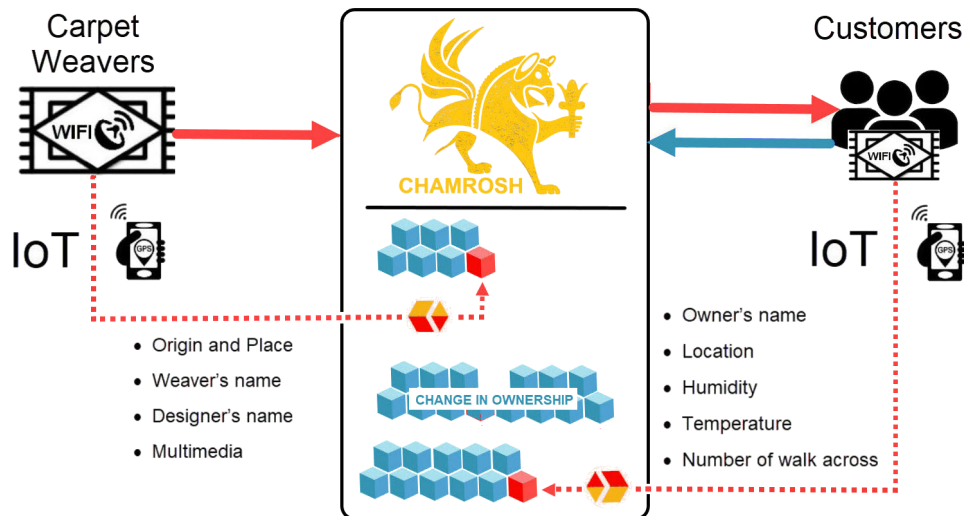 Carpet
Weavers
WIFI
IoT
GPS
• Origin and Place
• Weaver's name
• Designer's name
• Multimedia
CHAMROSH
CHANGE IN OWNERSHIP
Customers
WIFI
IoT
GPS
• Owner's name
• Location
• Humidity
• Temperature
• Number of walk across